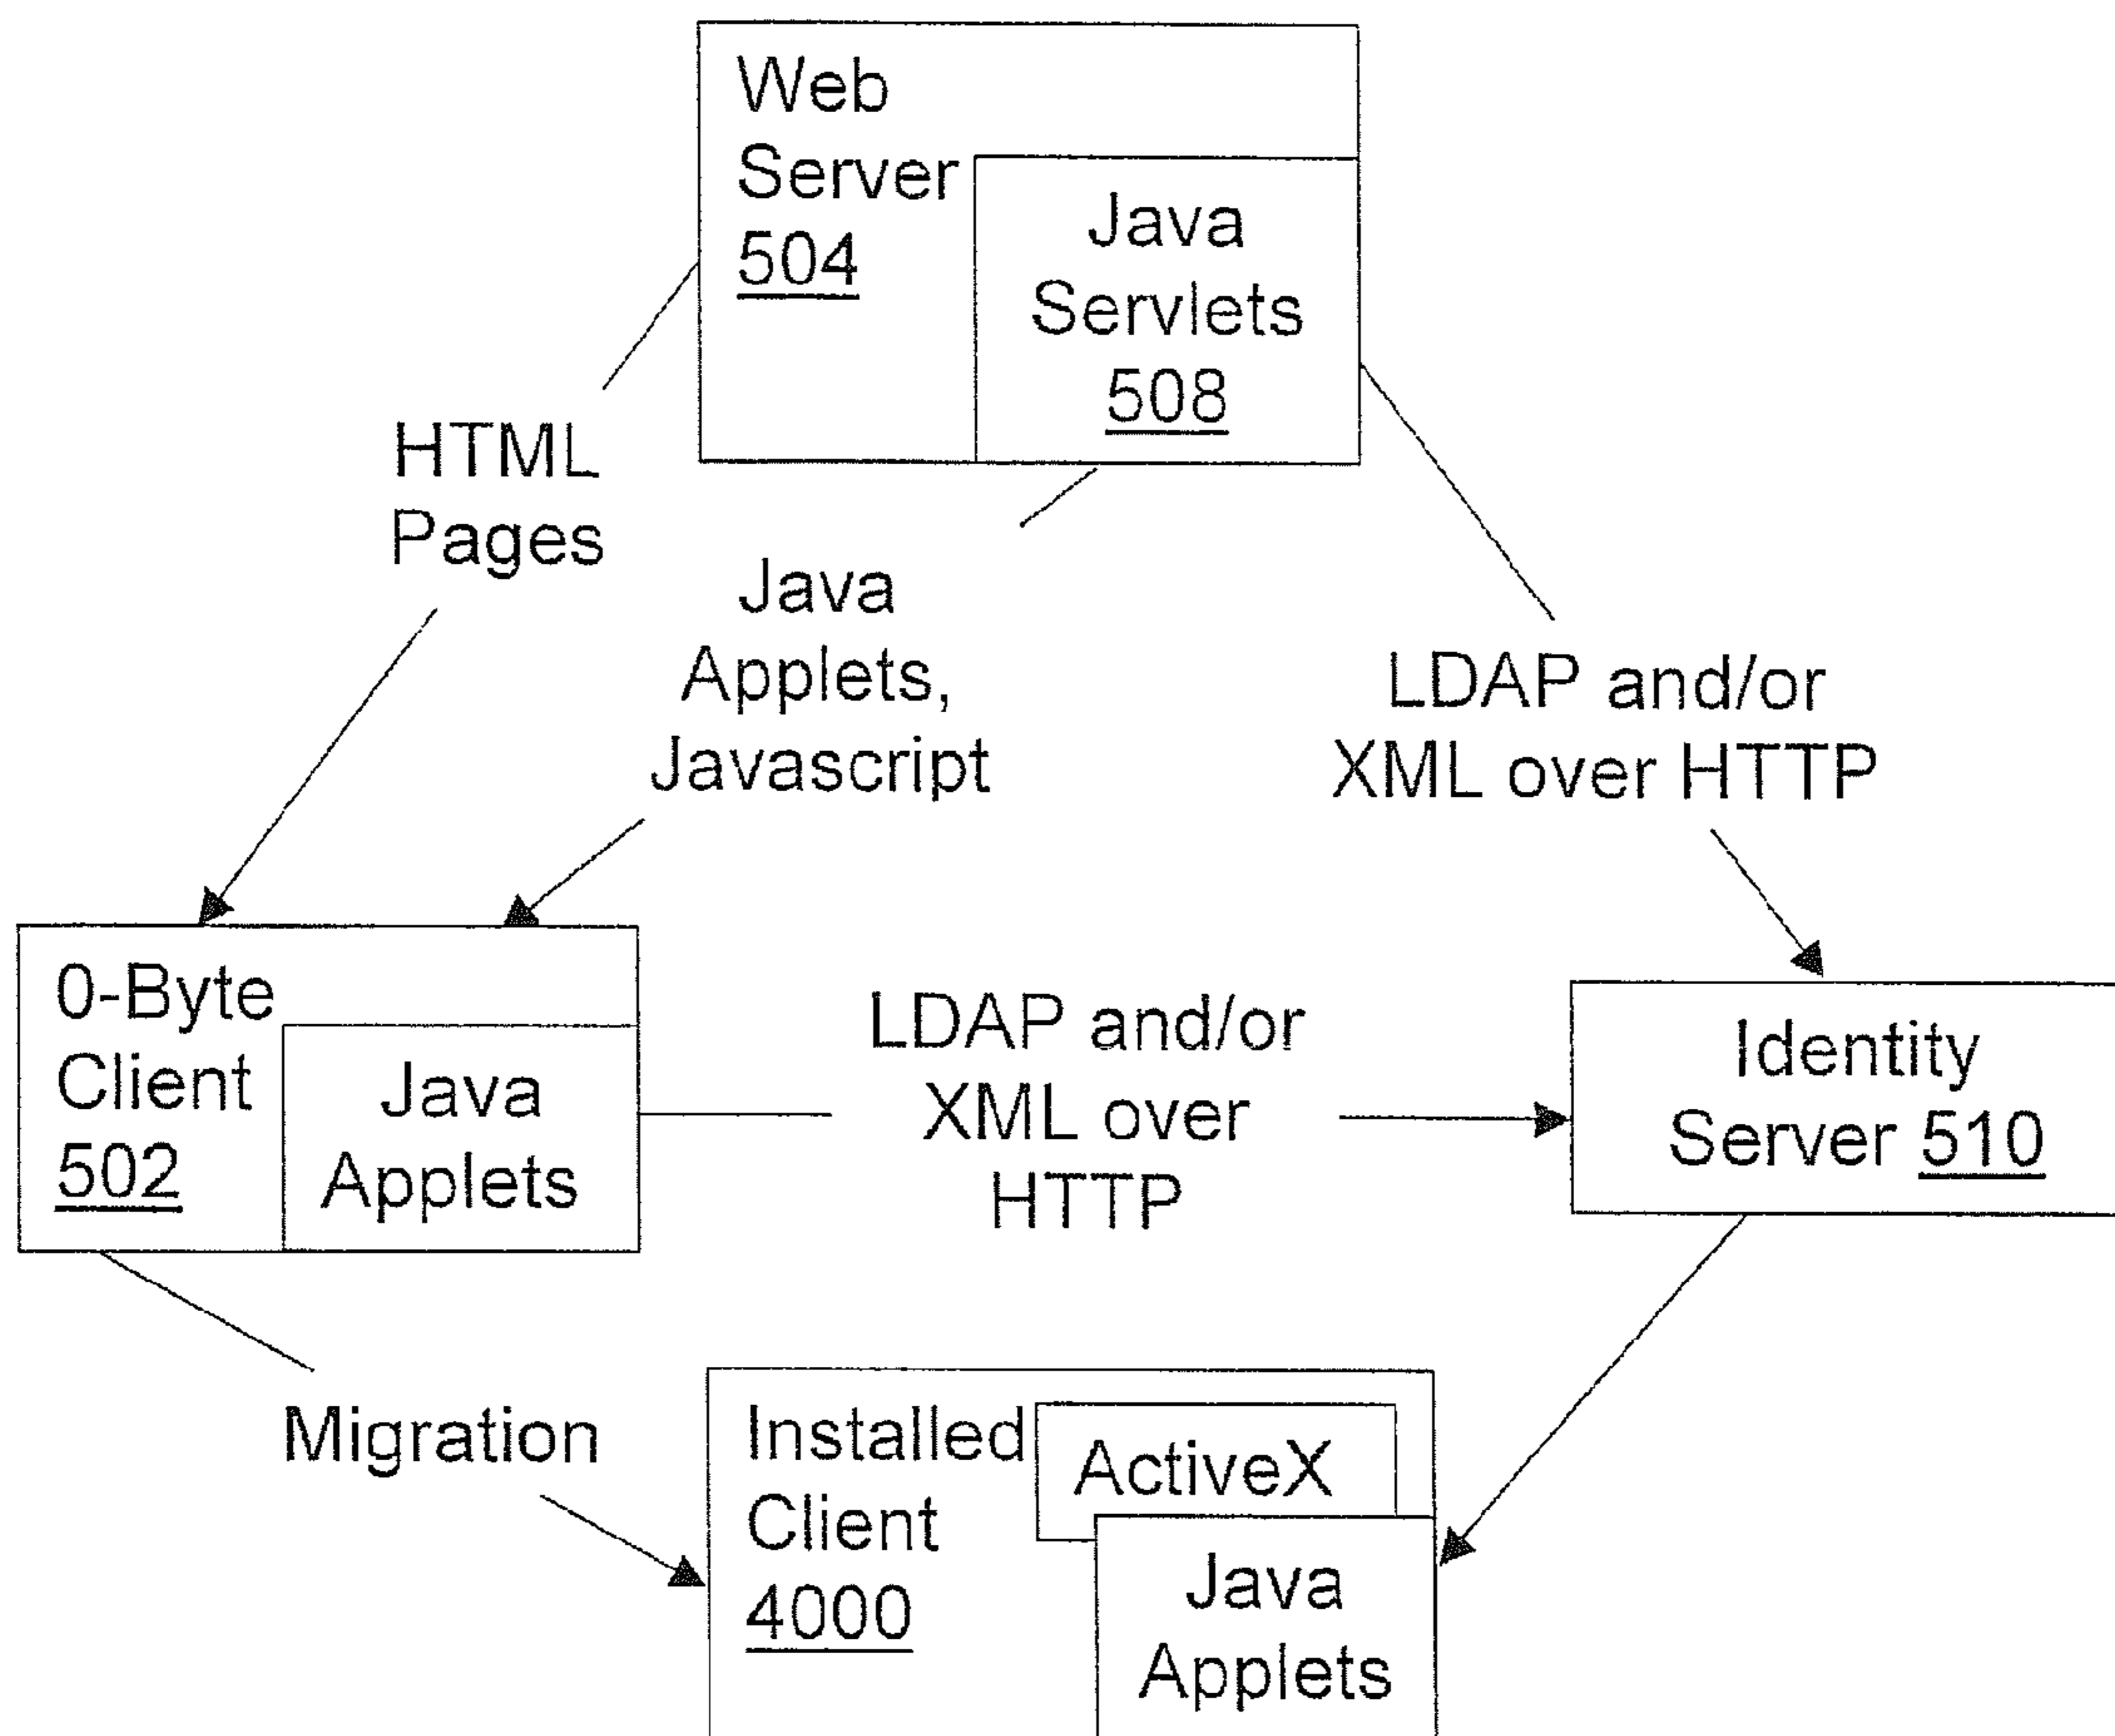 Web
Server
504
Java
Servlets
508
HTML
Pages
Java
Applets,
Javascript
LDAP and/or
XML over HTTP
0-Byte
Client
502
Java
Applets
LDAP and/or
XML over
HTTP
Identity
Server 510
Migration
Installed
Client
4000
ActiveX
Java
Applets